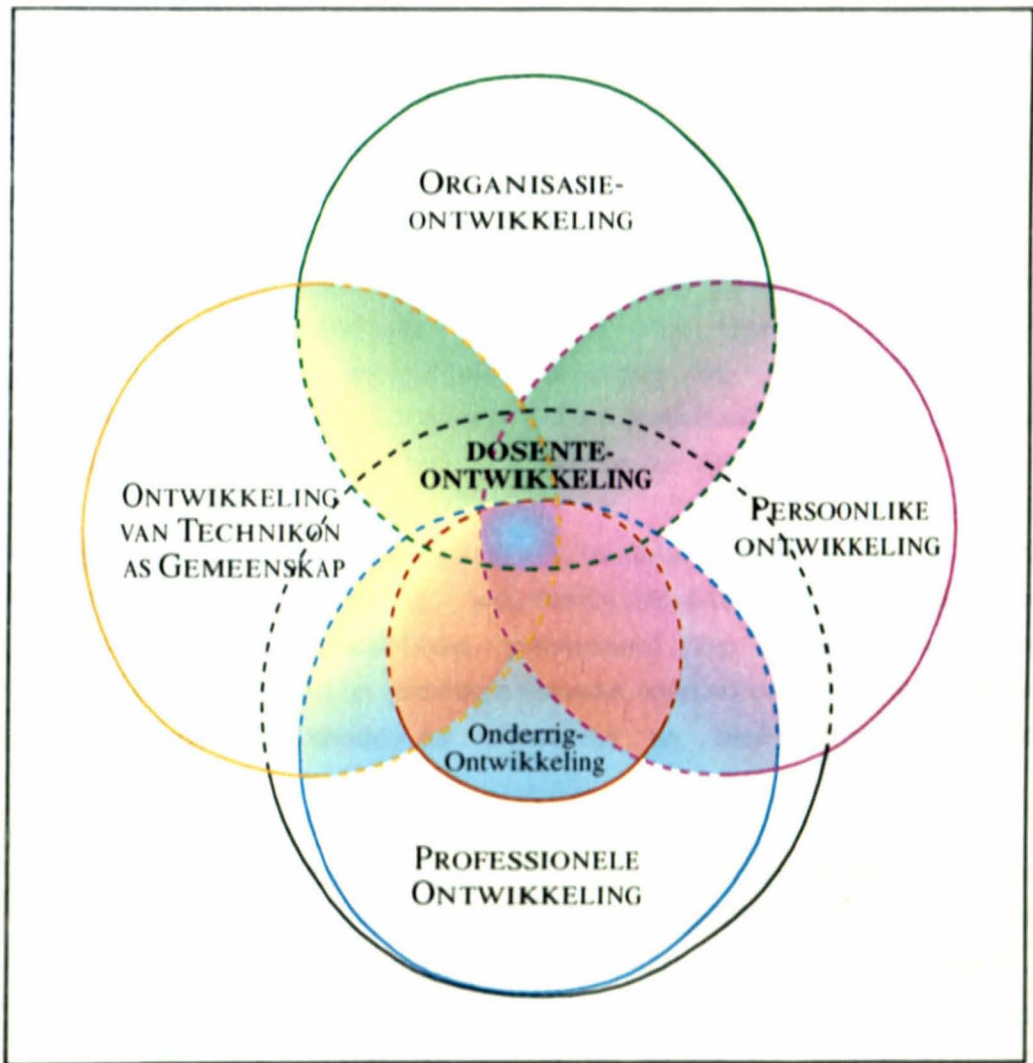 ORGANISASIE-
ONTWIKKELING
DOSENTE-
ONTWIKKELING
ONTWIKKELING
VAN TECHNIKON
AS GEMEENSKAP
PERSOONLIKE
ONTWIKKELING
Onderrig-
Ontwikkeling
PROFESSIONELE
ONTWIKKELING